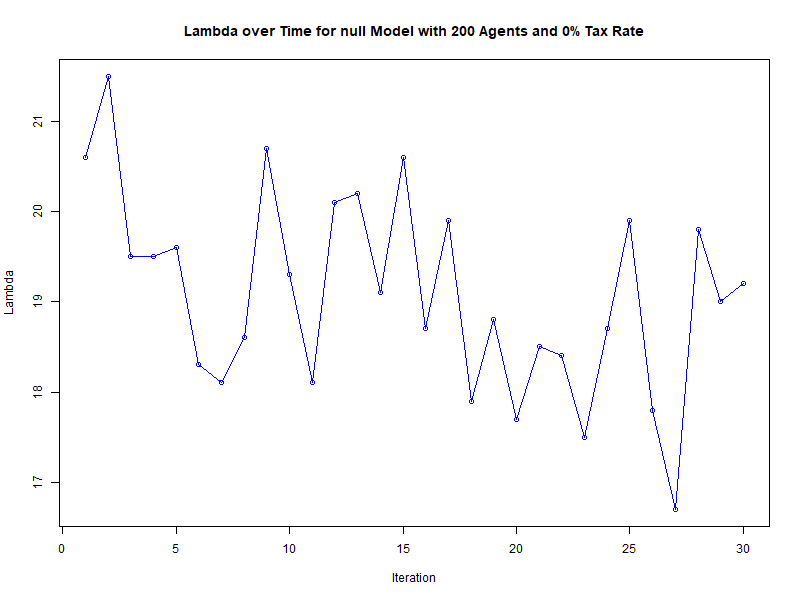 Lambda over Time for null Model with 200 Agents and 0% Tax Rate
21
20
19
18
17
Lambda
0 5 10 15 20 25 30
Iteration